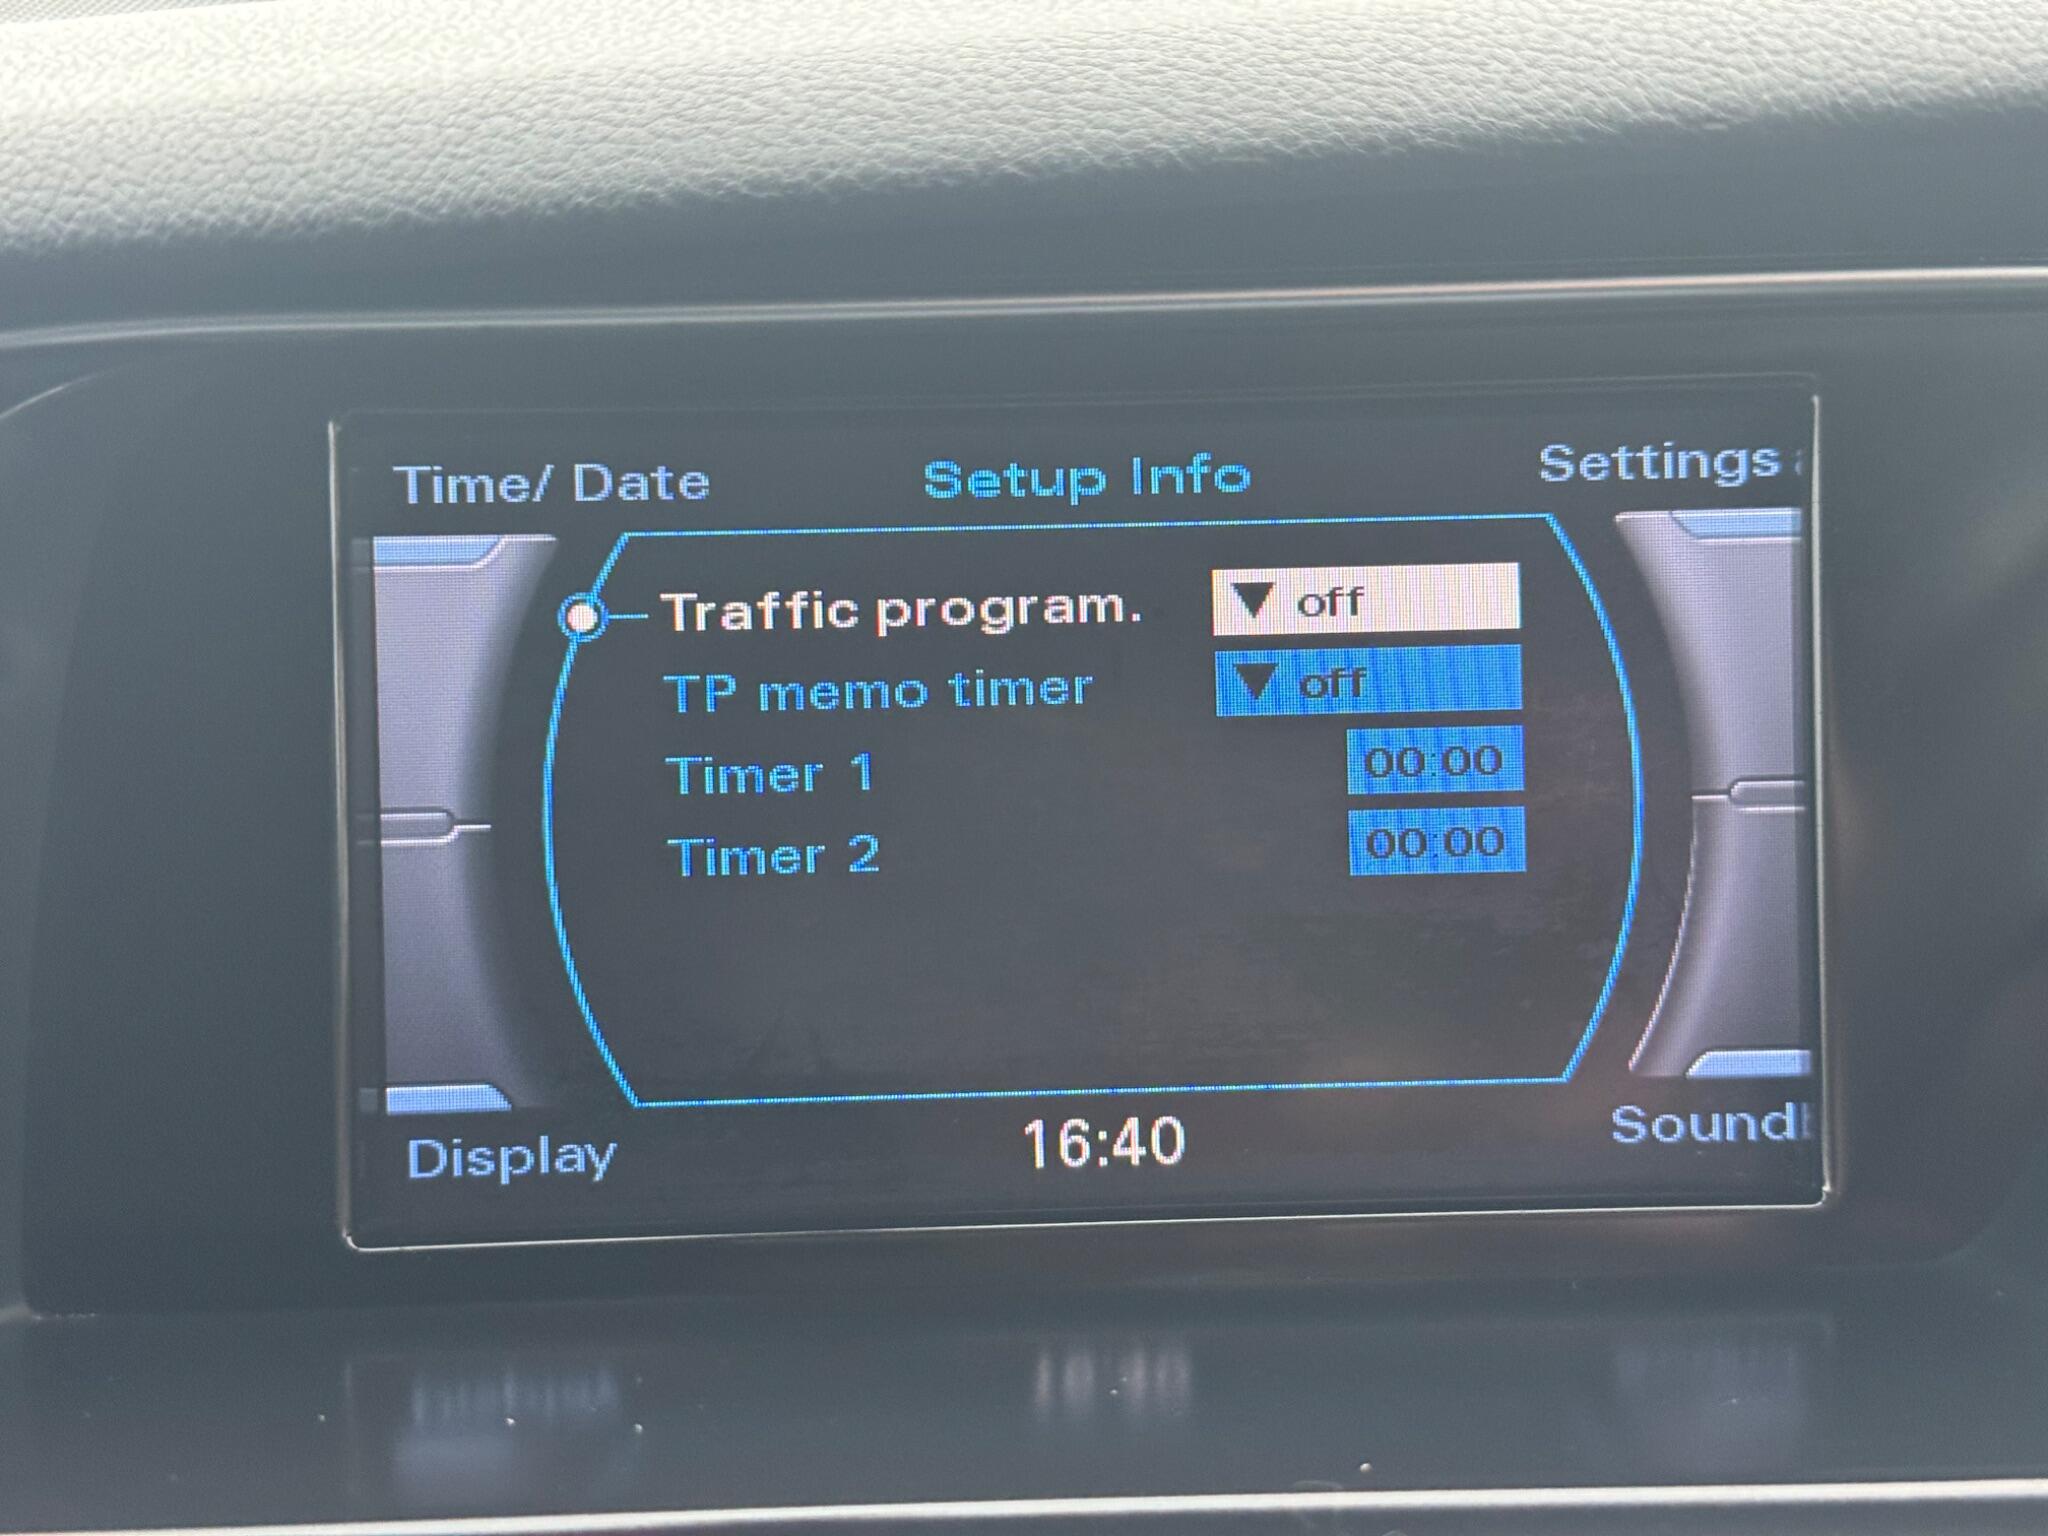 Time/ Date
Setup Info
Settings
Traffic program. off
TP memo timer off
Timer 1 00:00
Timer 2 00:00
Display
16:40
Sound